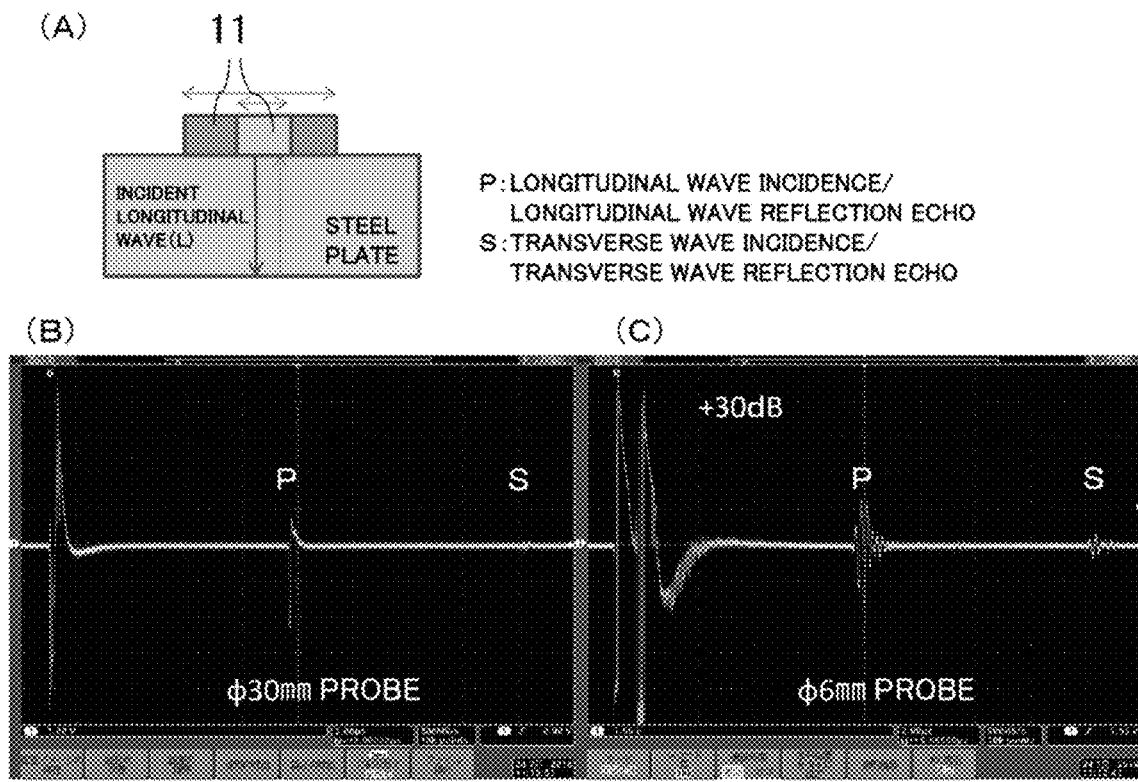 (A)
11
INCIDENT
LONGITUDINAL
WAVE(L)
STEEL
PLATE
P:LONGITUDINAL WAVE INCIDENCE/
LONGITUDINAL WAVE REFLECTION ECHO
S:TRANSVERSE WAVE INCIDENCE/
TRANSVERSE WAVE REFLECTION ECHO
(B)
P
S
ϕ30㎜ PROBE
(C)
+30dB
P
S
ϕ6㎜ PROBE